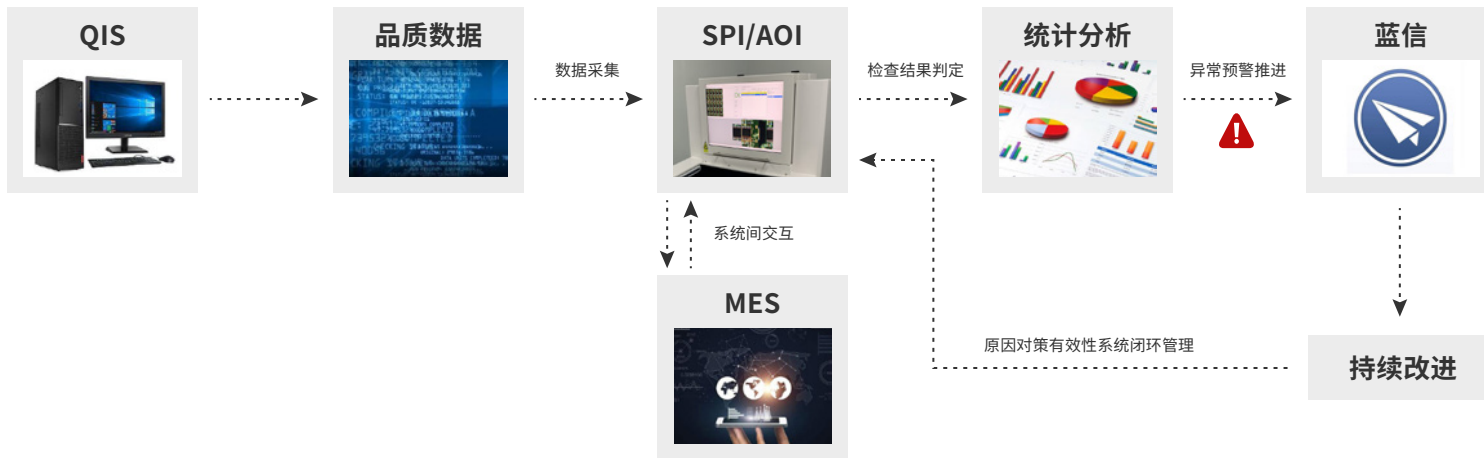 QIS
品质数据
SPI/AOI
统计分析
蓝信
数据采集
检查结果判定
异常预警推进
系统间交互
MES
原因对策有效性系统闭环管理
持续改进